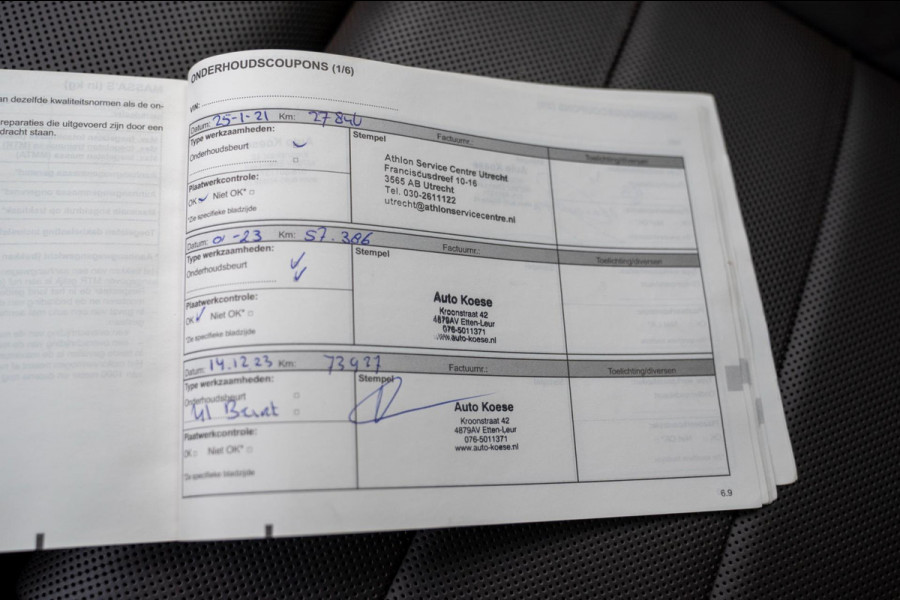 an dezelfde kwaliteitsnormen als de on-
reparaties die uitgevoerd zijn door een
dracht staan.
ONDERHOUDSCOUPONS (1/6)
VIN:
Datum: 25-1-21 Km: 27840 Factuurnr.: Toelichting/diversen
Type werkzaamheden: Stempel
Onderhoudsbeurt
Plaatwerkcontrole:
OK Niet OK*
*Zie specifieke bladzijde
Athlon Service Centre Utrecht
Franciscusdreef 10-16
3565 AB Utrecht
Tel. 030-2611122
utrecht@athlonservicecentre.nl
Datum: 01-23 Km: 57.386 Factuurnr.: Toelichting/diversen
Type werkzaamheden: Stempel
Onderhoudsbeurt
Plaatwerkcontrole:
OK Niet OK*
*Zie specifieke bladzijde
Auto Koese
Kroonstraat 42
4879AV Etten-Leur
076-5011371
www.auto-koese.nl
Datum: 14.12.23 Km: 73927 Factuurnr.: Toelichting/diversen
Type werkzaamheden: Stempel
Onderhoudsbeurt
Beurt
Plaatwerkcontrole:
OK Niet OK*
*Zie specifieke bladzijde
Auto Koese
Kroonstraat 42
4879AV Etten-Leur
076-5011371
www.auto-koese.nl
6.9